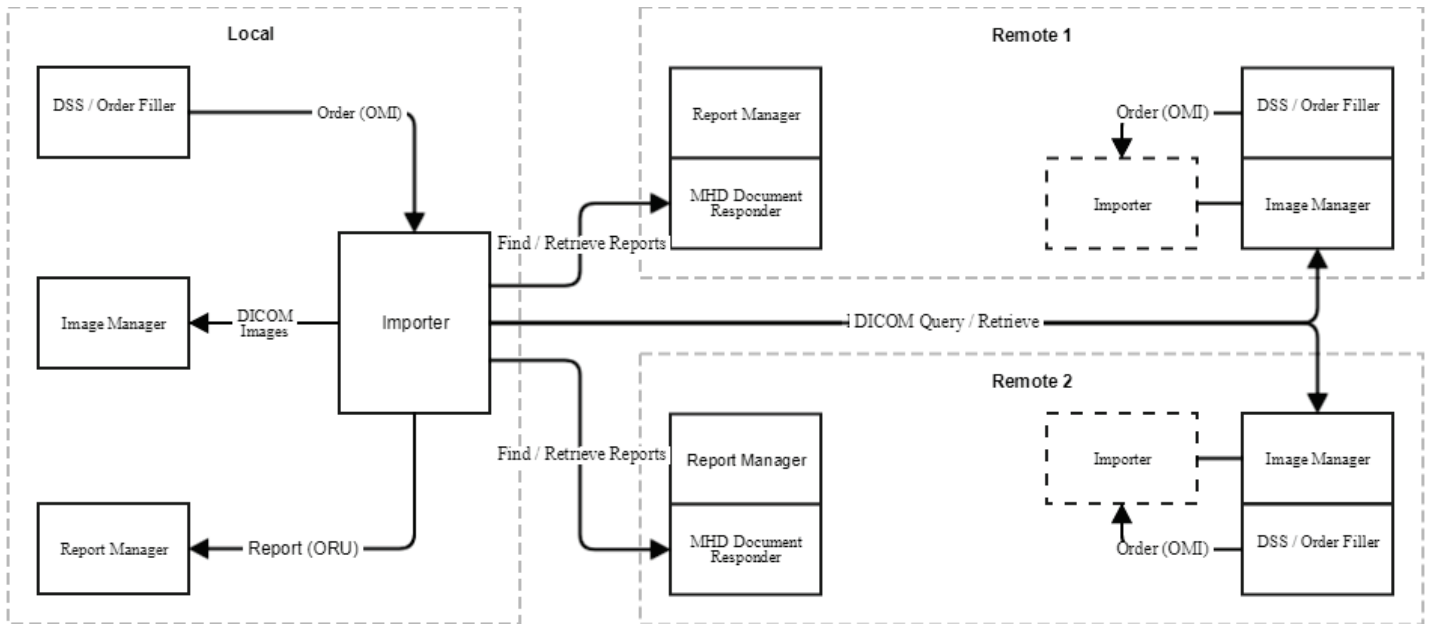 Local
DSS / Order Filler
Order (OMI)
Image Manager
DICOM
Images
Importer
Report Manager
Report (ORU)
Find / Retrieve Reports
Find / Retrieve Reports
DICOM Query / Retrieve
Remote 1
Report Manager
MHD Document
Responder
Order (OMI)
Importer
DSS / Order Filler
Image Manager
Remote 2
Report Manager
MHD Document
Responder
Importer
Order (OMI)
Image Manager
DSS / Order Filler